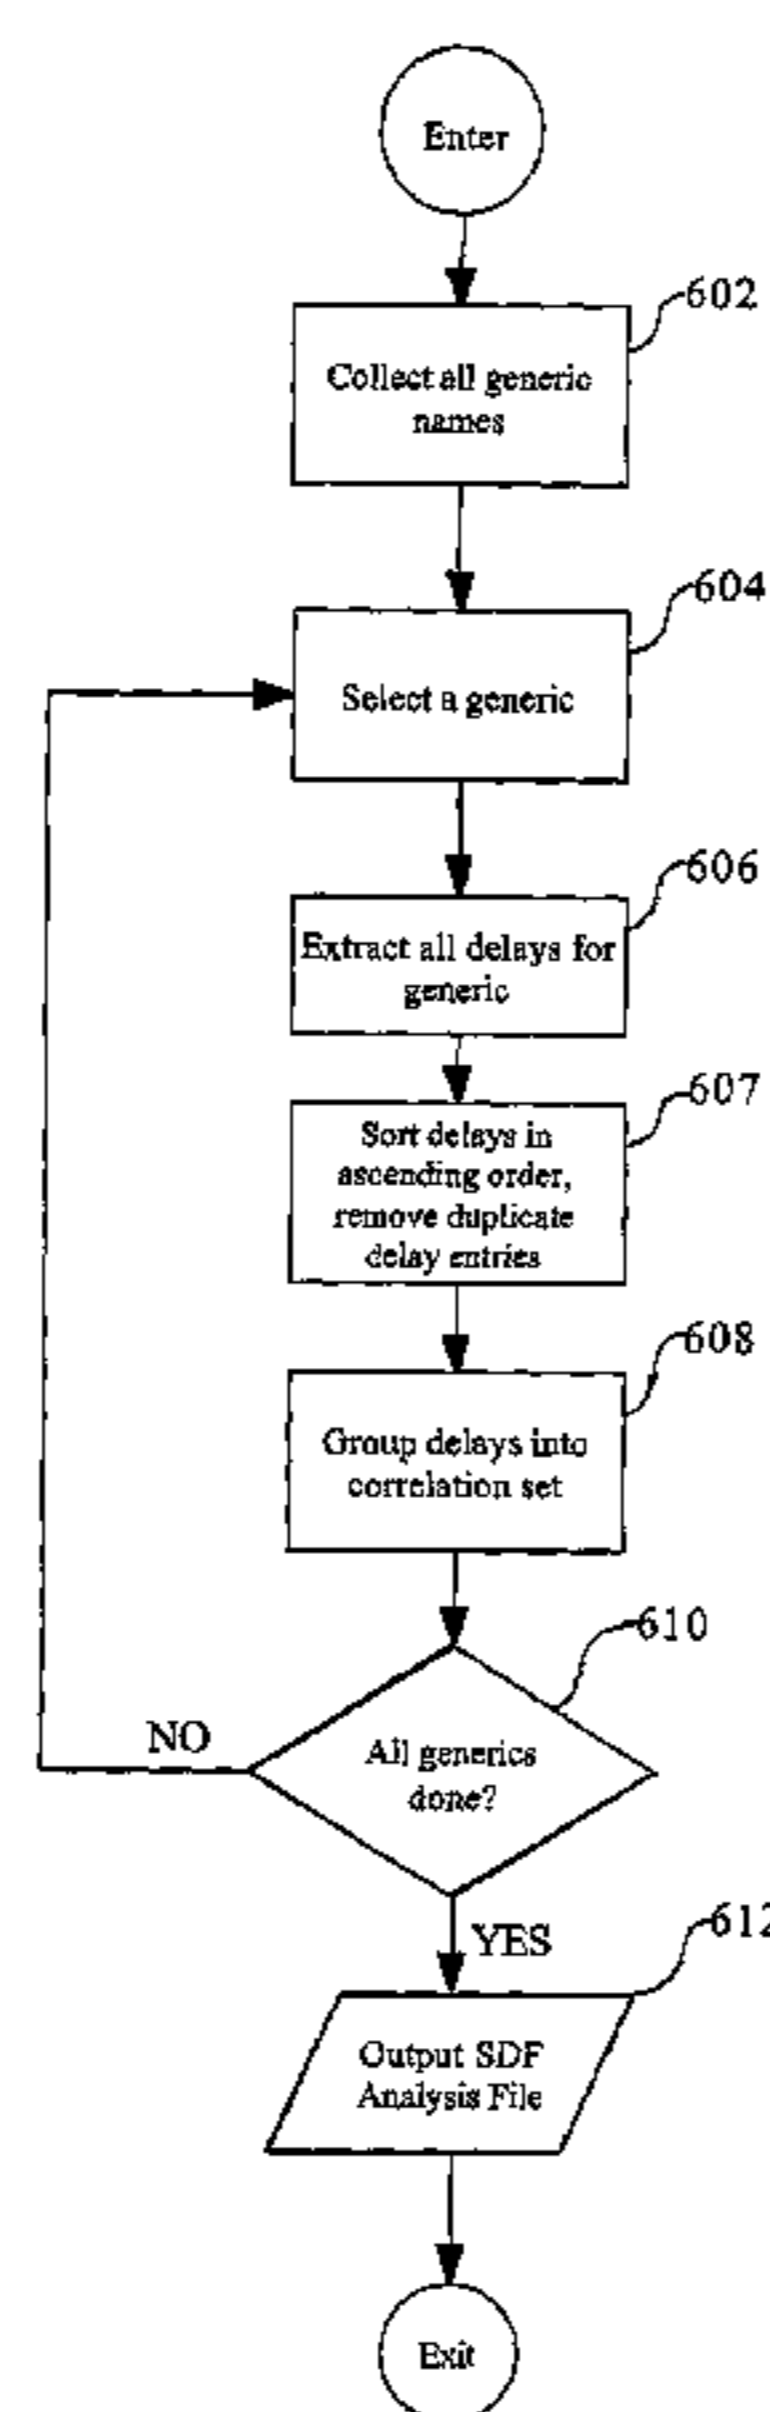 Enter
602
Collect all generic
names
604
Select a generic
606
Extract all delays for
generic
607
Sort delays in
ascending order,
remove duplicate
delay entries
608
Group delays into
correlation set
610
All generics
done?
NO
YES
612
Output SDF
Analysis File
Exit